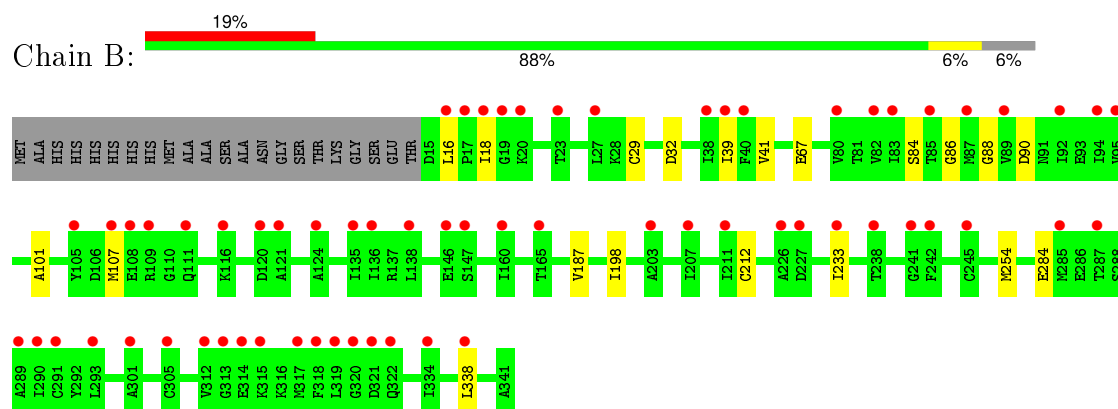 19%
Chain B:
88% 6% 6%
MET ALA HIS HIS HIS HIS HIS HIS MET ALA ALA SER ALA ASN GLY SER THR LYS GLY SER GLU THR D15 L16 P17 I18 G19 K20 T23 L27 K28 C29 D32 I38 I39 F40 V41 E67 V80 T81 V82 I83 S84 T85 G86 M87 G88 V89 D90 N91 I92 E93 I94 V95
A101 Y105 D106 M107 E108 R109 G110 Q111 K116 D120 A121 A124 I135 I136 R137 L138 E146 S147 I160 T165 V187 I198 A203 I207 I211 C212 A226 D227 I233 T238 G241 F242 C245 M254 E284 M285 E286 T287 S288
A289 I290 C291 Y292 L293 A301 C305 V312 G313 E314 K315 K316 M317 F318 L319 G320 D321 Q322 I334 L338 A341